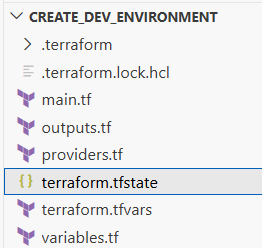 CREATE_DEV_ENVIRONMENT
.terraform
.terraform.lock.hcl
main.tf
outputs.tf
providers.tf
{} terraform.tfstate
terraform.tfvars
variables.tf